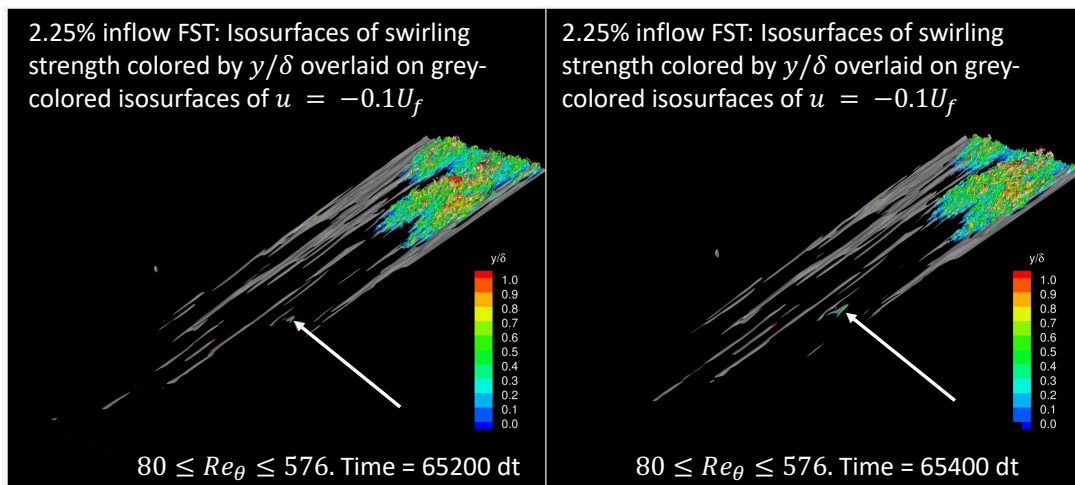 2.25% inflow FST: Isosurfaces of swirling
strength colored by y/δ overlaid on grey-
colored isosurfaces of u = −0.1U_f
y/δ
1.0
0.9
0.8
0.7
0.6
0.5
0.4
0.3
0.2
0.1
0.0
80 ≤ Re_θ ≤ 576. Time = 65200 dt
2.25% inflow FST: Isosurfaces of swirling
strength colored by y/δ overlaid on grey-
colored isosurfaces of u = −0.1U_f
y/δ
1.0
0.9
0.8
0.7
0.6
0.5
0.4
0.3
0.2
0.1
0.0
80 ≤ Re_θ ≤ 576. Time = 65400 dt